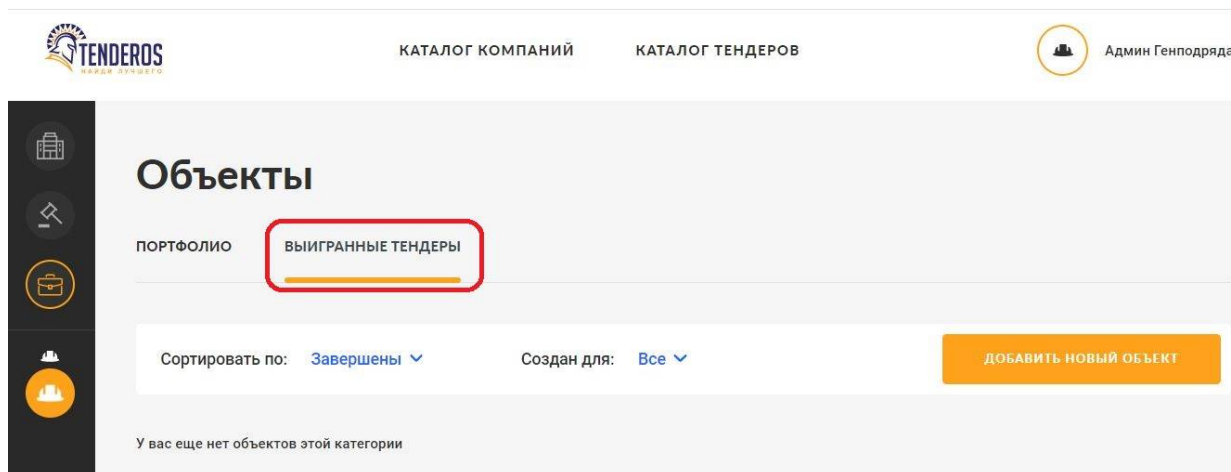 TENDEROS
НАЙДИ ЛУЧШЕГО
КАТАЛОГ КОМПАНИЙ
КАТАЛОГ ТЕНДЕРОВ
Админ Генподряда
Объекты
ПОРТФОЛИО
ВЫИГРАННЫЕ ТЕНДЕРЫ
Сортировать по: Завершены
Создан для: Все
ДОБАВИТЬ НОВЫЙ ОБЪЕКТ
У вас еще нет объектов этой категории